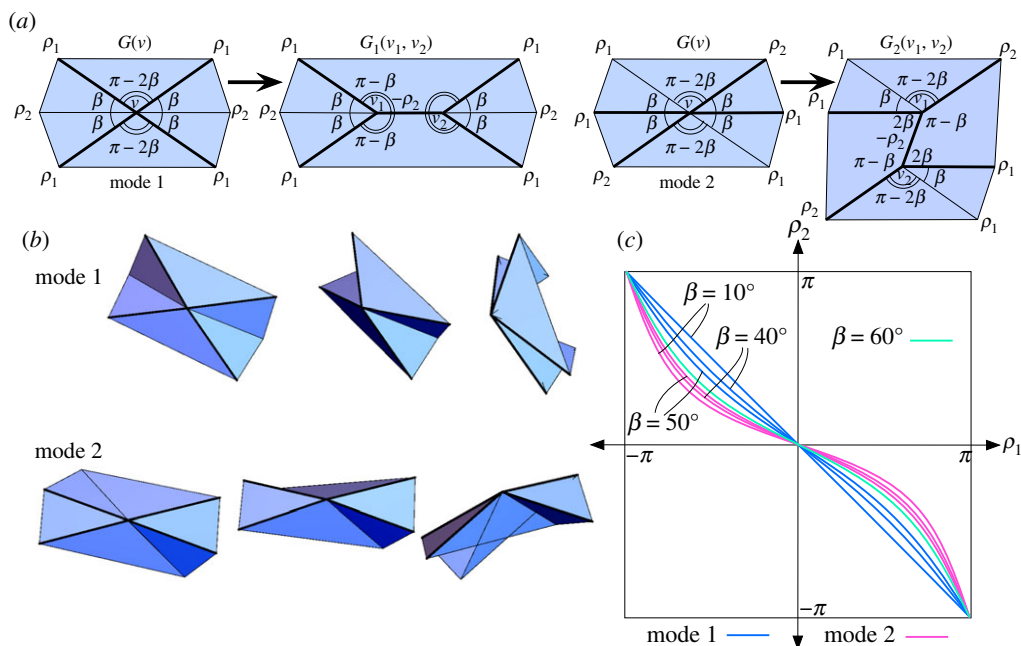 (a)
G(v) G₁(v₁, v₂) G(v) G₂(v₁, v₂)
ρ₁ ρ₁ ρ₁ ρ₁ ρ₁ ρ₂ ρ₂
π – 2β π – β π – 2β π – 2β
β v β β v₁ –ρ₂ β β v β β v₁
ρ₂ ρ₂ ρ₂ ρ₁ ρ₁ ρ₁
β β β v₂ β β β 2β π – β
–ρ₂
π – 2β π – β π – 2β π – β 2β ρ₁
v₂ β
ρ₁ mode 1 ρ₁ ρ₁ ρ₁ ρ₂ mode 2 ρ₁ π – 2β
ρ₂ ρ₁
(b)
mode 1
mode 2
(c)
ρ₂
π
β = 10°
β = 40° β = 60°
β = 50°
–π π ρ₁
–π
mode 1 mode 2